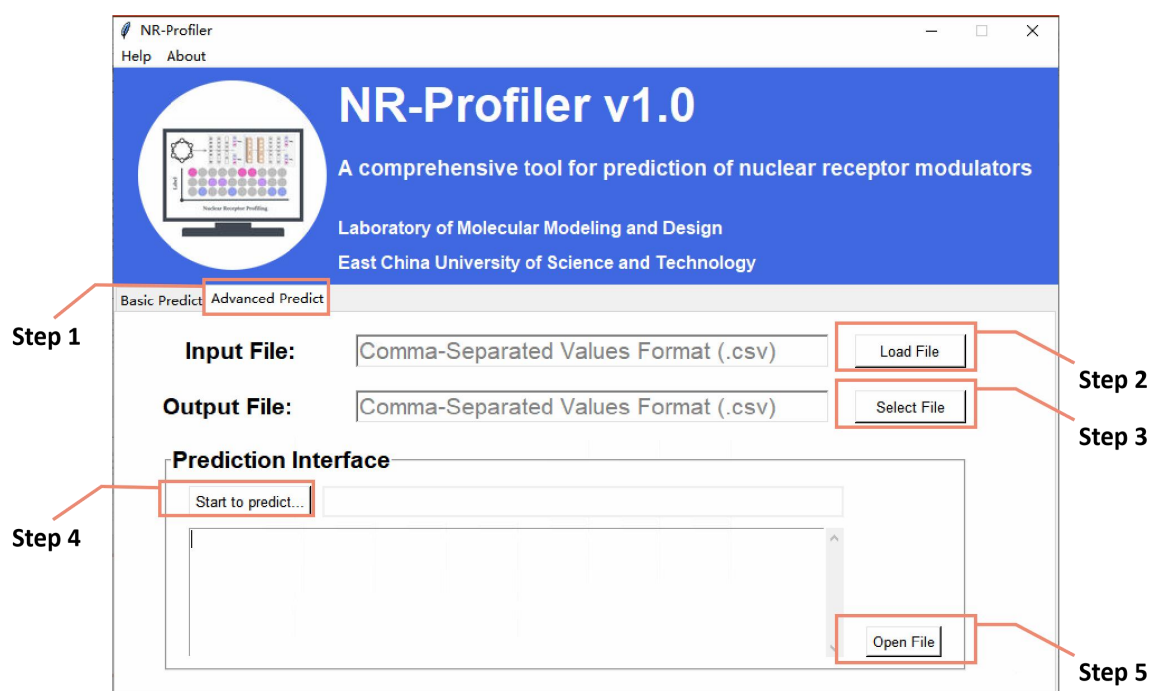 NR-Profiler
Help About
NR-Profiler v1.0
A comprehensive tool for prediction of nuclear receptor modulators
Label
Nuclear Receptor Profiling
Laboratory of Molecular Modeling and Design
East China University of Science and Technology
Basic Predict Advanced Predict
Step 1
Input File: Comma-Separated Values Format (.csv) Load File
Step 2
Output File: Comma-Separated Values Format (.csv) Select File
Step 3
Prediction Interface
Start to predict...
Step 4
Open File
Step 5